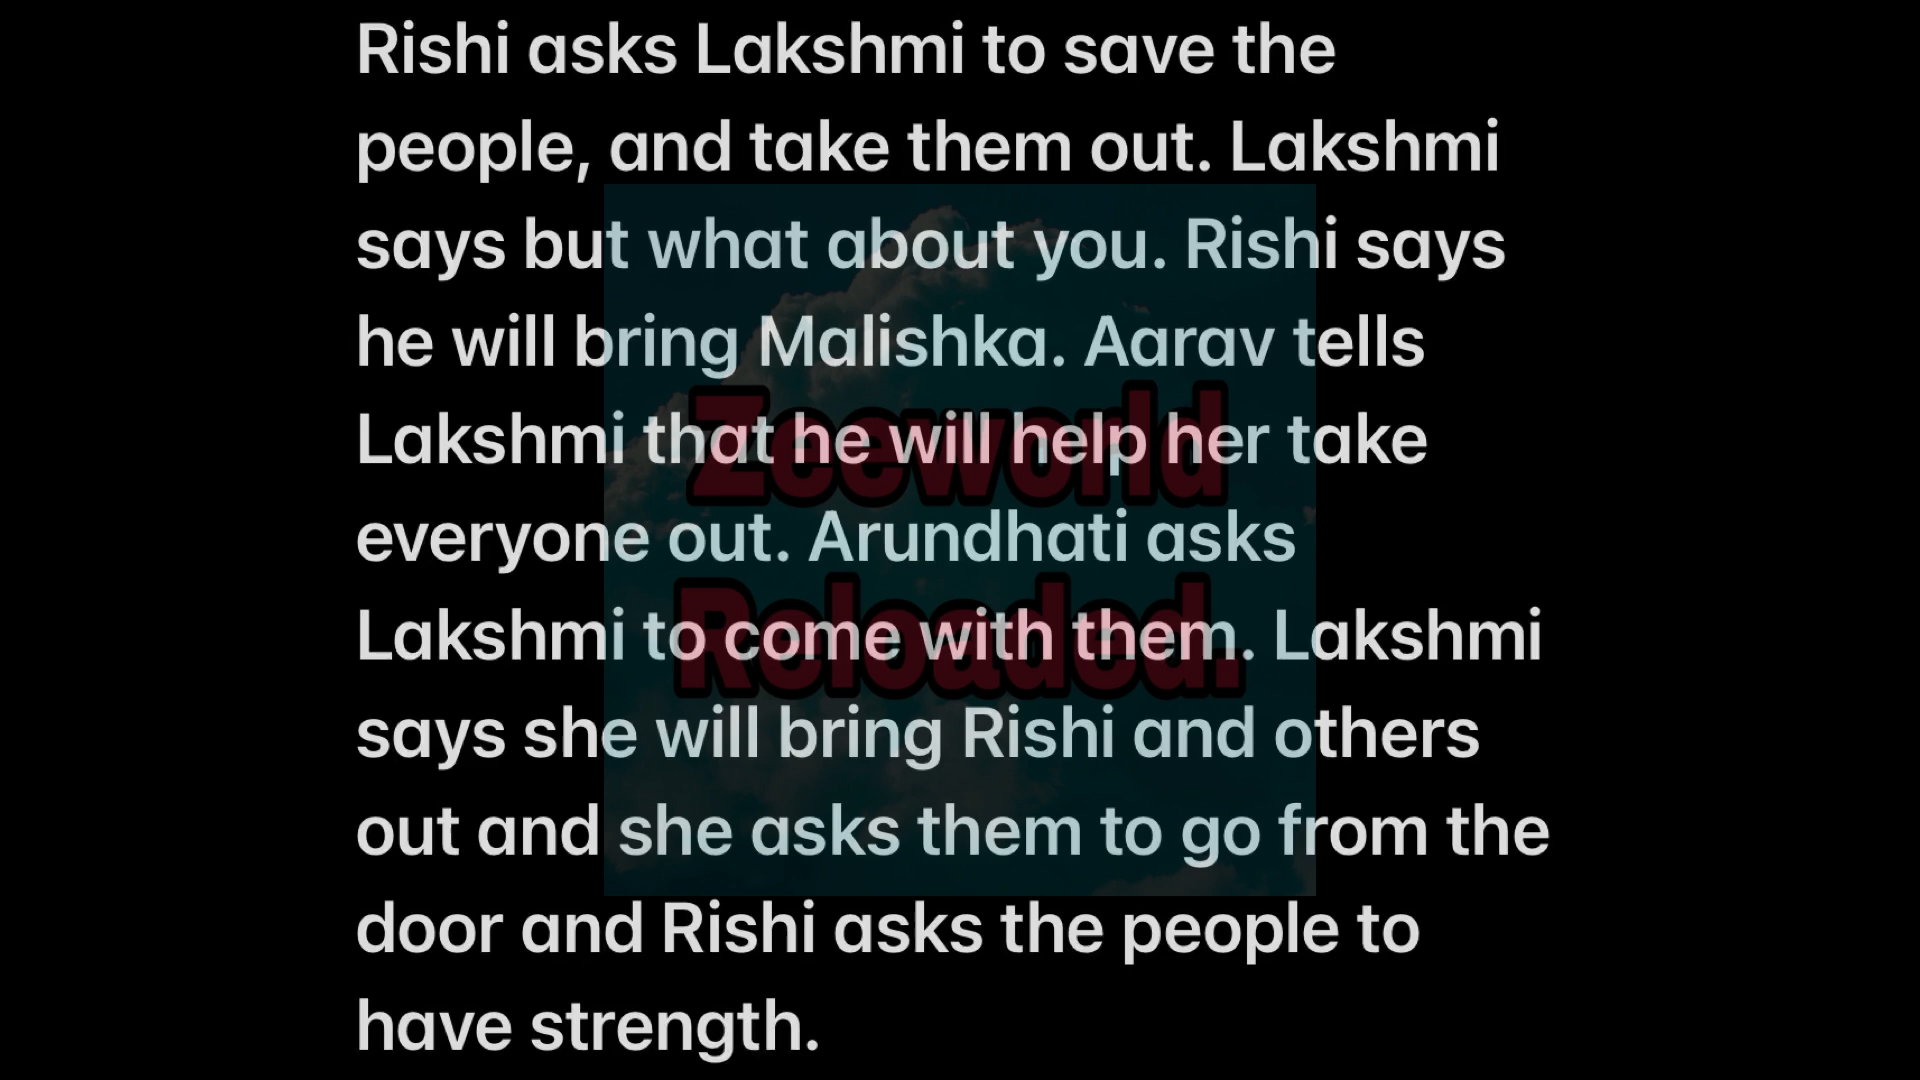 Rishi asks Lakshmi to save the
people, and take them out. Lakshmi
says but what about you. Rishi says
he will bring Malishka. Aarav tells
Lakshmi that he will help her take
everyone out. Arundhati asks
Lakshmi to come with them. Lakshmi
says she will bring Rishi and others
out and she asks them to go from the
door and Rishi asks the people to
have strength.
Zeeworld
Reloaded.